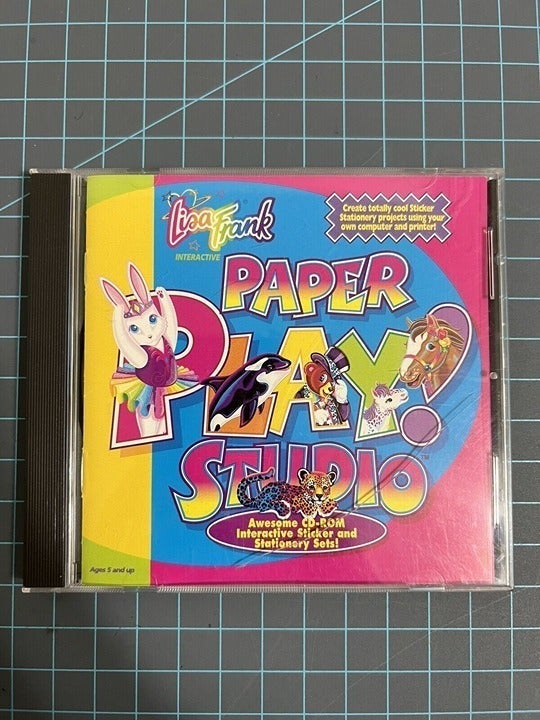 Lisa Frank
INTERACTIVE
Create totally cool Sticker
Stationery projects using your
own computer and printer!
PAPER
PLAY!
STUDIO™
Awesome CD-ROM
Interactive Sticker and
Stationery Sets!
Ages 5 and up